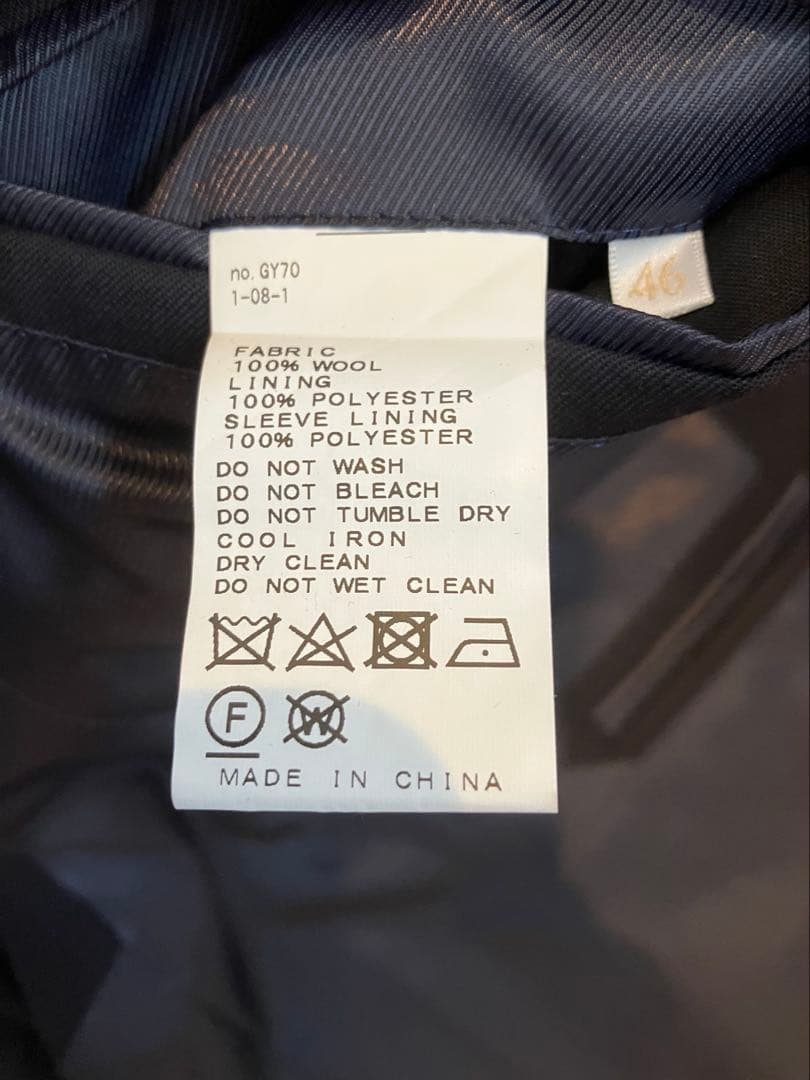 no. GY70
1-08-1
46
FABRIC
100% WOOL
LINING
100% POLYESTER
SLEEVE LINING
100% POLYESTER
DO NOT WASH
DO NOT BLEACH
DO NOT TUMBLE DRY
COOL IRON
DRY CLEAN
DO NOT WET CLEAN
F W
MADE IN CHINA